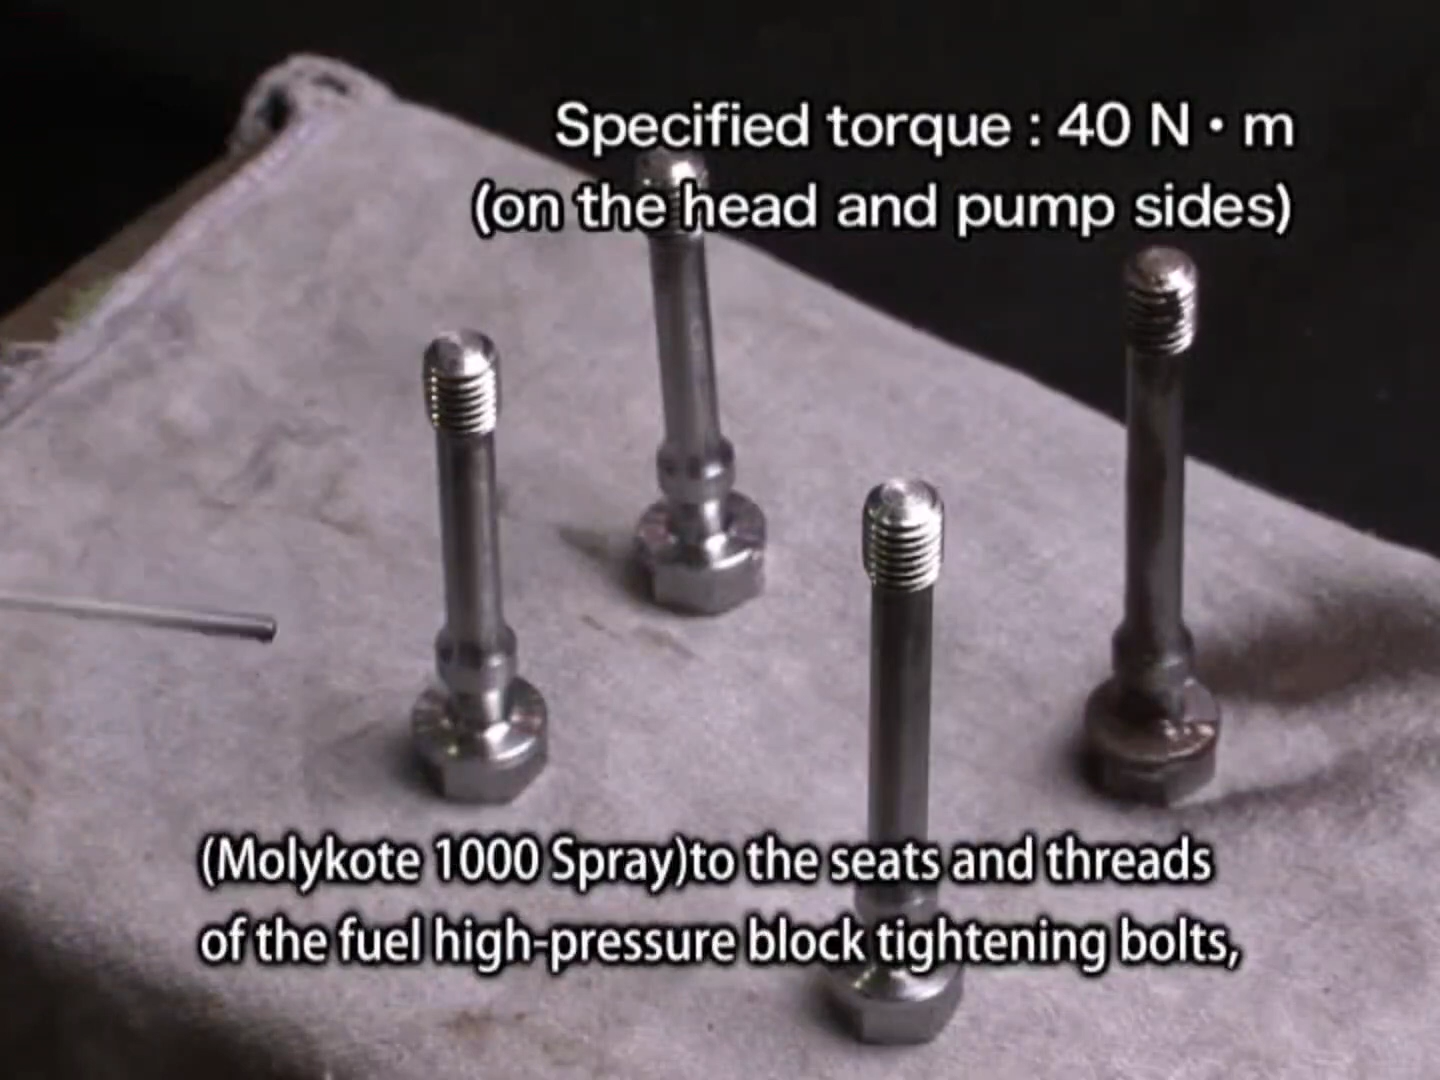 Specified torque : 40 N・m
(on the head and pump sides)
(Molykote 1000 Spray)to the seats and threads
of the fuel high-pressure block tightening bolts,